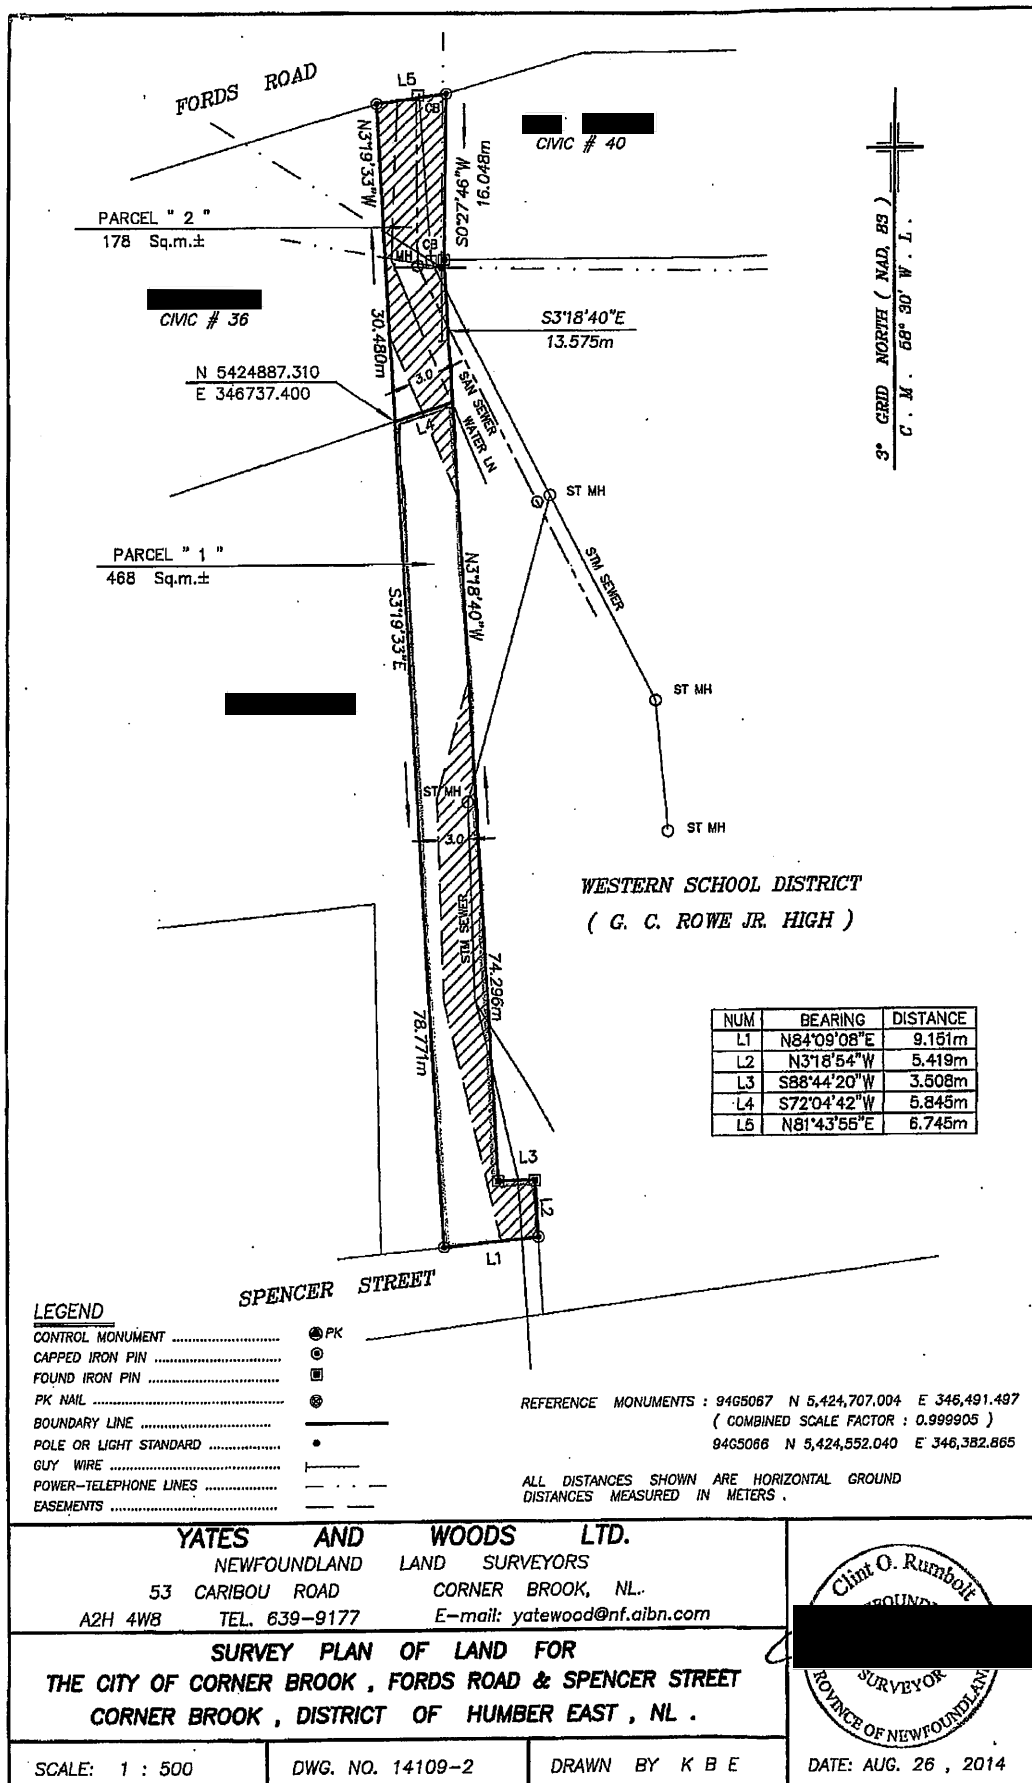 FORDS ROAD
L5
CB
CIVIC # 40
N3°19'33"W
S0°27'46"W
16.048m
PARCEL " 2 "
178 Sq.m.±
CB
MH
CIVIC # 36
30.480m
S3°18'40"E
13.575m
N 5424887.310
E 346737.400
3.0
L4
SAN SEWER
WATER LN
3° GRID NORTH ( NAD, 83 )
C . M . 58° 30' W . L .
ST MH
PARCEL " 1 "
468 Sq.m.±
STM SEWER
N3°18'40"W
S3°19'33"E
ST MH
ST MH
ST MH
3.0
WESTERN SCHOOL DISTRICT
( G. C. ROWE JR. HIGH )
STM SEWER
74.296m
78.771m
NUM BEARING DISTANCE
L1 N84°09'08"E 9.151m
L2 N3°18'54"W 5.419m
L3 S88°44'20"W 3.508m
L4 S72°04'42"W 5.845m
L5 N81°43'55"E 6.745m
L3
L2
L1
SPENCER STREET
LEGEND
CONTROL MONUMENT PK
CAPPED IRON PIN
FOUND IRON PIN
PK NAIL
BOUNDARY LINE
POLE OR LIGHT STANDARD
GUY WIRE
POWER-TELEPHONE LINES
EASEMENTS
REFERENCE MONUMENTS : 94G5067 N 5,424,707.004 E 346,491.497
( COMBINED SCALE FACTOR : 0.999905 )
94G5066 N 5,424,552.040 E 346,382.865
ALL DISTANCES SHOWN ARE HORIZONTAL GROUND
DISTANCES MEASURED IN METERS .
YATES AND WOODS LTD.
NEWFOUNDLAND LAND SURVEYORS
53 CARIBOU ROAD CORNER BROOK, NL.
A2H 4W8 TEL. 639-9177 E-mail: yatewood@nf.aibn.com
SURVEY PLAN OF LAND FOR
THE CITY OF CORNER BROOK , FORDS ROAD & SPENCER STREET
CORNER BROOK , DISTRICT OF HUMBER EAST , NL .
Clint O. Rumbolt
SURVEYOR
PROVINCE OF NEWFOUNDLAND
SCALE: 1 : 500
DWG. NO. 14109-2
DRAWN BY K B E
DATE: AUG. 26 , 2014